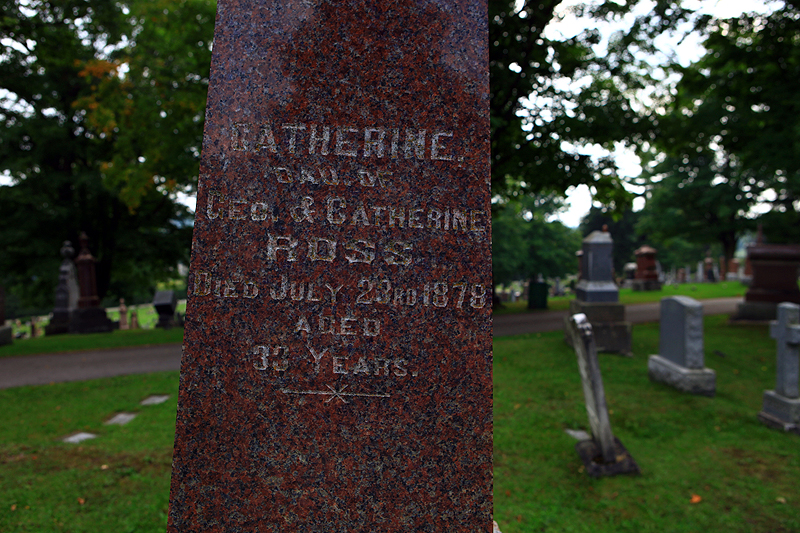 CATHERINE.
DAU. OF
GEO. & CATHERINE
ROSS
DIED JULY 23RD 1878
AGED
33 YEARS.